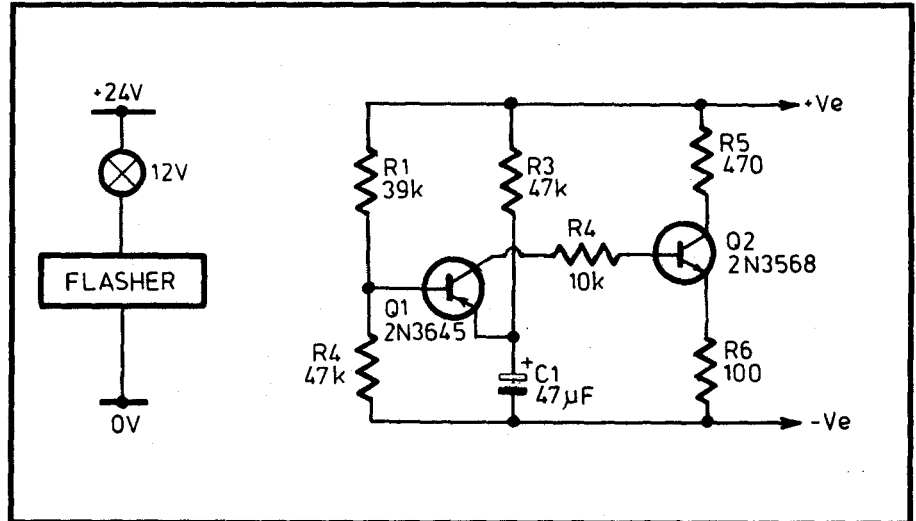 +24V
12V
FLASHER
0V
+Ve
R1
39k
R3
47k
R5
470
R4
10k
Q2
2N3568
Q1
2N3645
R4
47k
+
C1
47µF
R6
100
-Ve